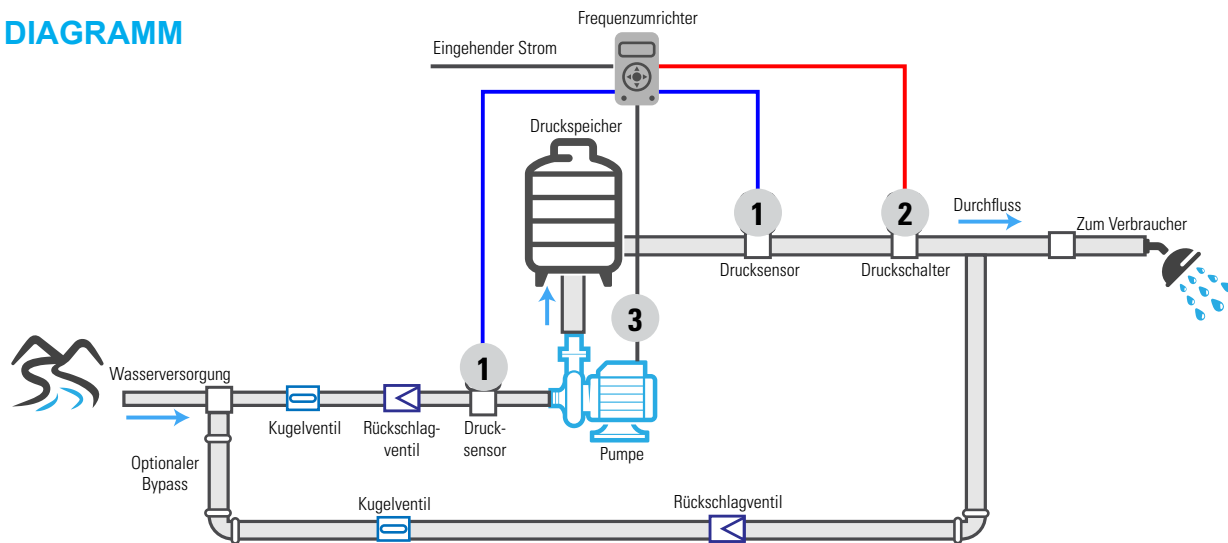 DIAGRAMM
Frequenzumrichter
Eingehender Strom
Druckspeicher
1
2
Durchfluss
Zum Verbraucher
Drucksensor
Druckschalter
3
1
Wasserversorgung
Kugelventil
Rückschlag-
ventil
Druck-
sensor
Pumpe
Optionaler
Bypass
Kugelventil
Rückschlagventil